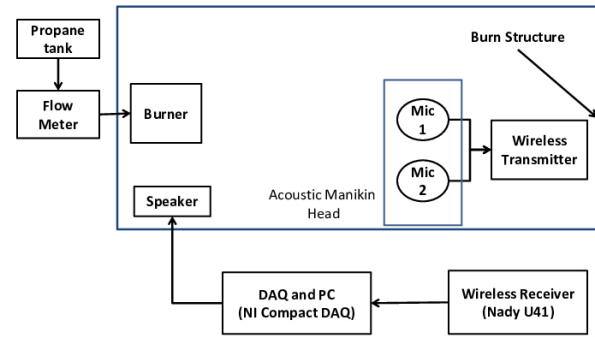 Propane
tank
Flow
Meter
Burner
Speaker
Acoustic Manikin
Head
Mic
1
Mic
2
Wireless
Transmitter
Burn Structure
DAQ and PC
(NI Compact DAQ)
Wireless Receiver
(Nady U41)